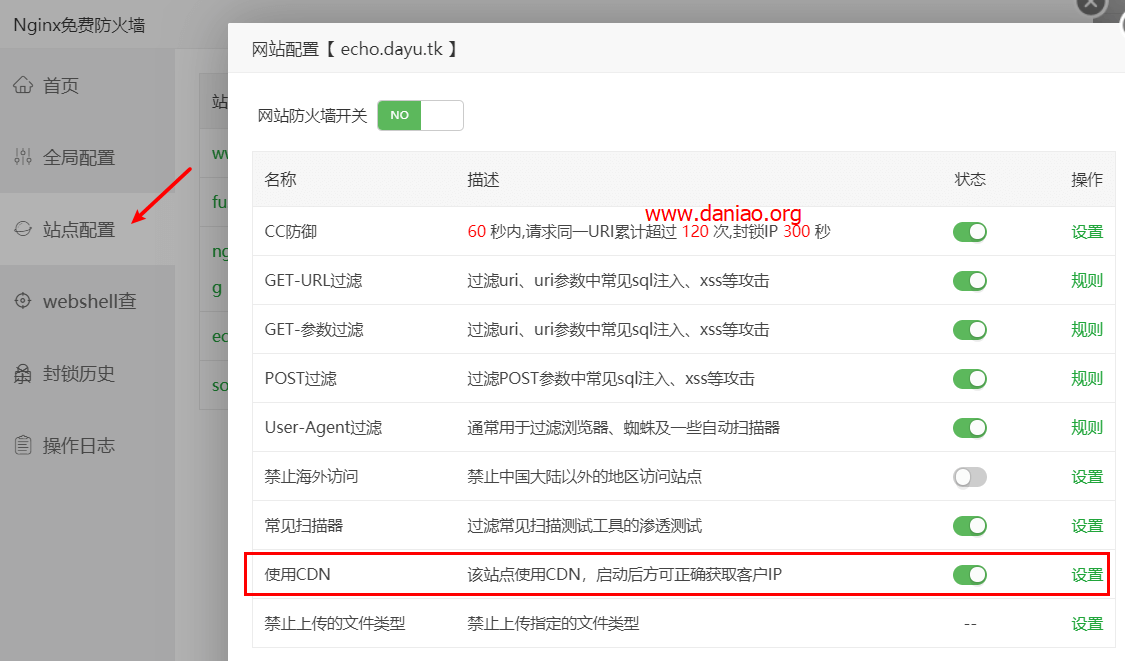 Nginx免费防火墙
首页
全局配置
站点配置
webshell查
封锁历史
操作日志
站
ww
fu
ng
g
ec
so
网站配置【 echo.dayu.tk 】
网站防火墙开关 NO
名称 描述 状态 操作
www.daniao.org
CC防御 60 秒内,请求同一URI累计超过 120 次,封锁IP 300 秒 设置
GET-URL过滤 过滤uri、uri参数中常见sql注入、xss等攻击 规则
GET-参数过滤 过滤uri、uri参数中常见sql注入、xss等攻击 规则
POST过滤 过滤POST参数中常见sql注入、xss等攻击 规则
User-Agent过滤 通常用于过滤浏览器、蜘蛛及一些自动扫描器 规则
禁止海外访问 禁止中国大陆以外的地区访问站点 设置
常见扫描器 过滤常见扫描测试工具的渗透测试 设置
使用CDN 该站点使用CDN，启动后方可正确获取客户IP 设置
禁止上传的文件类型 禁止上传指定的文件类型 -- 设置